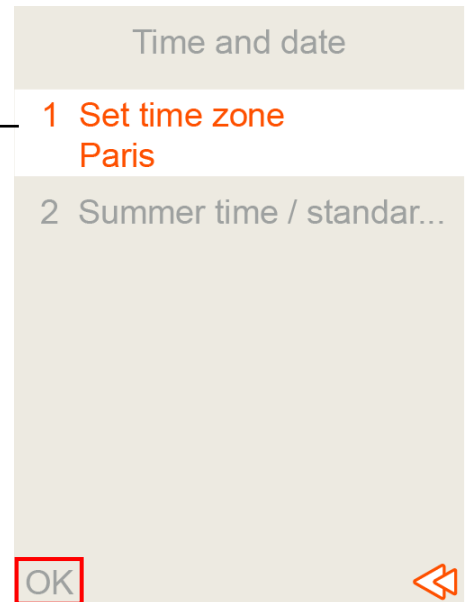 Time and date
1 Set time zone
Paris
2 Summer time / standar...
OK